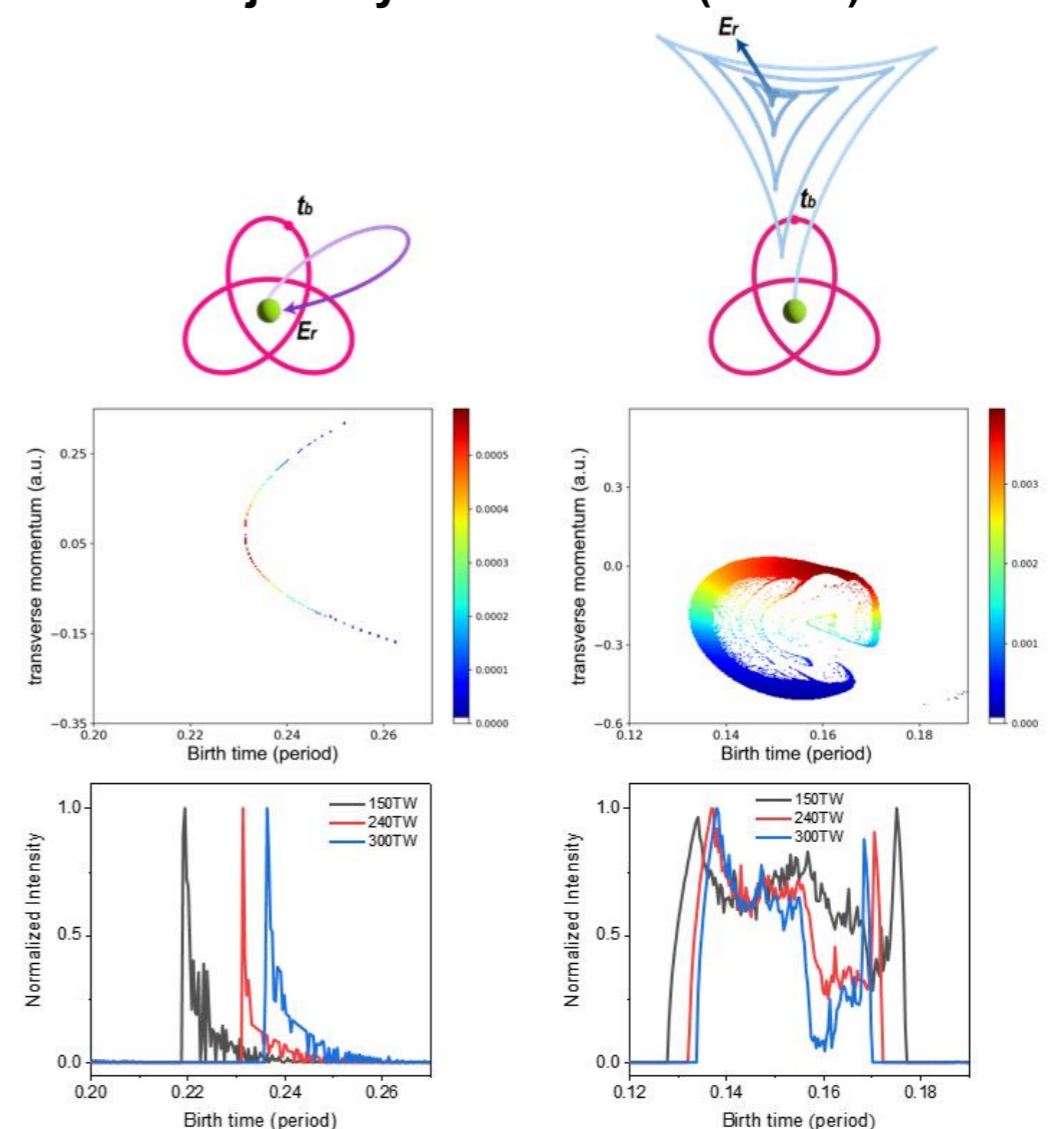 Er
tb
Er
tb
transverse momentum (a.u.)
0.25
0.05
−0.15
−0.35
0.20
0.22
0.24
0.26
Birth time (period)
0.0005
0.0004
0.0003
0.0002
0.0001
0.0000
transverse momentum (a.u.)
0.3
0.0
−0.3
−0.6
0.12
0.14
0.16
0.18
Birth time (period)
0.003
0.002
0.001
0.000
Normalized Intensity
1.0
0.5
0.0
150TW
240TW
300TW
0.20
0.22
0.24
0.26
Birth time (period)
Normalized Intensity
1.0
0.5
0.0
150TW
240TW
300TW
0.12
0.14
0.16
0.18
Birth time (period)